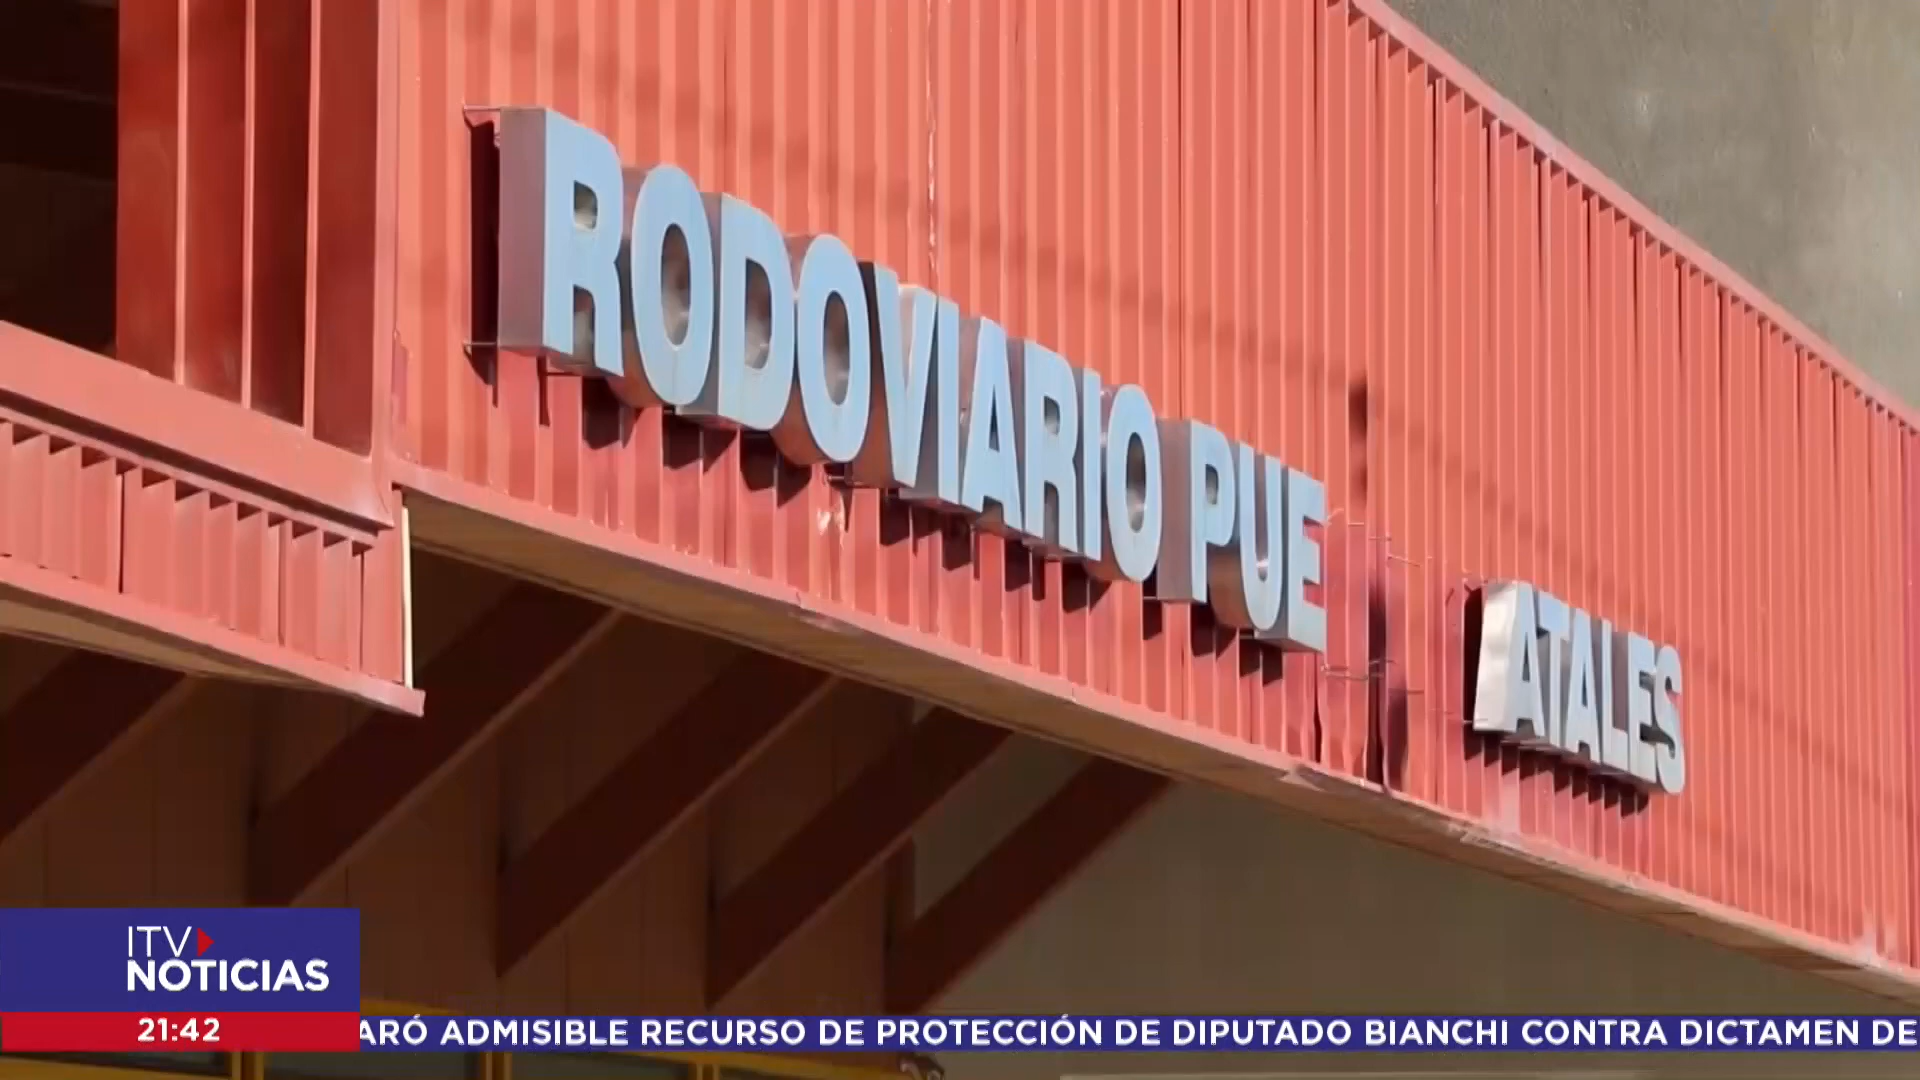 RODOVIARIO PUE ATALES
ITV
NOTICIAS
21:42
ARÓ ADMISIBLE RECURSO DE PROTECCIÓN DE DIPUTADO BIANCHI CONTRA DICTAMEN DE